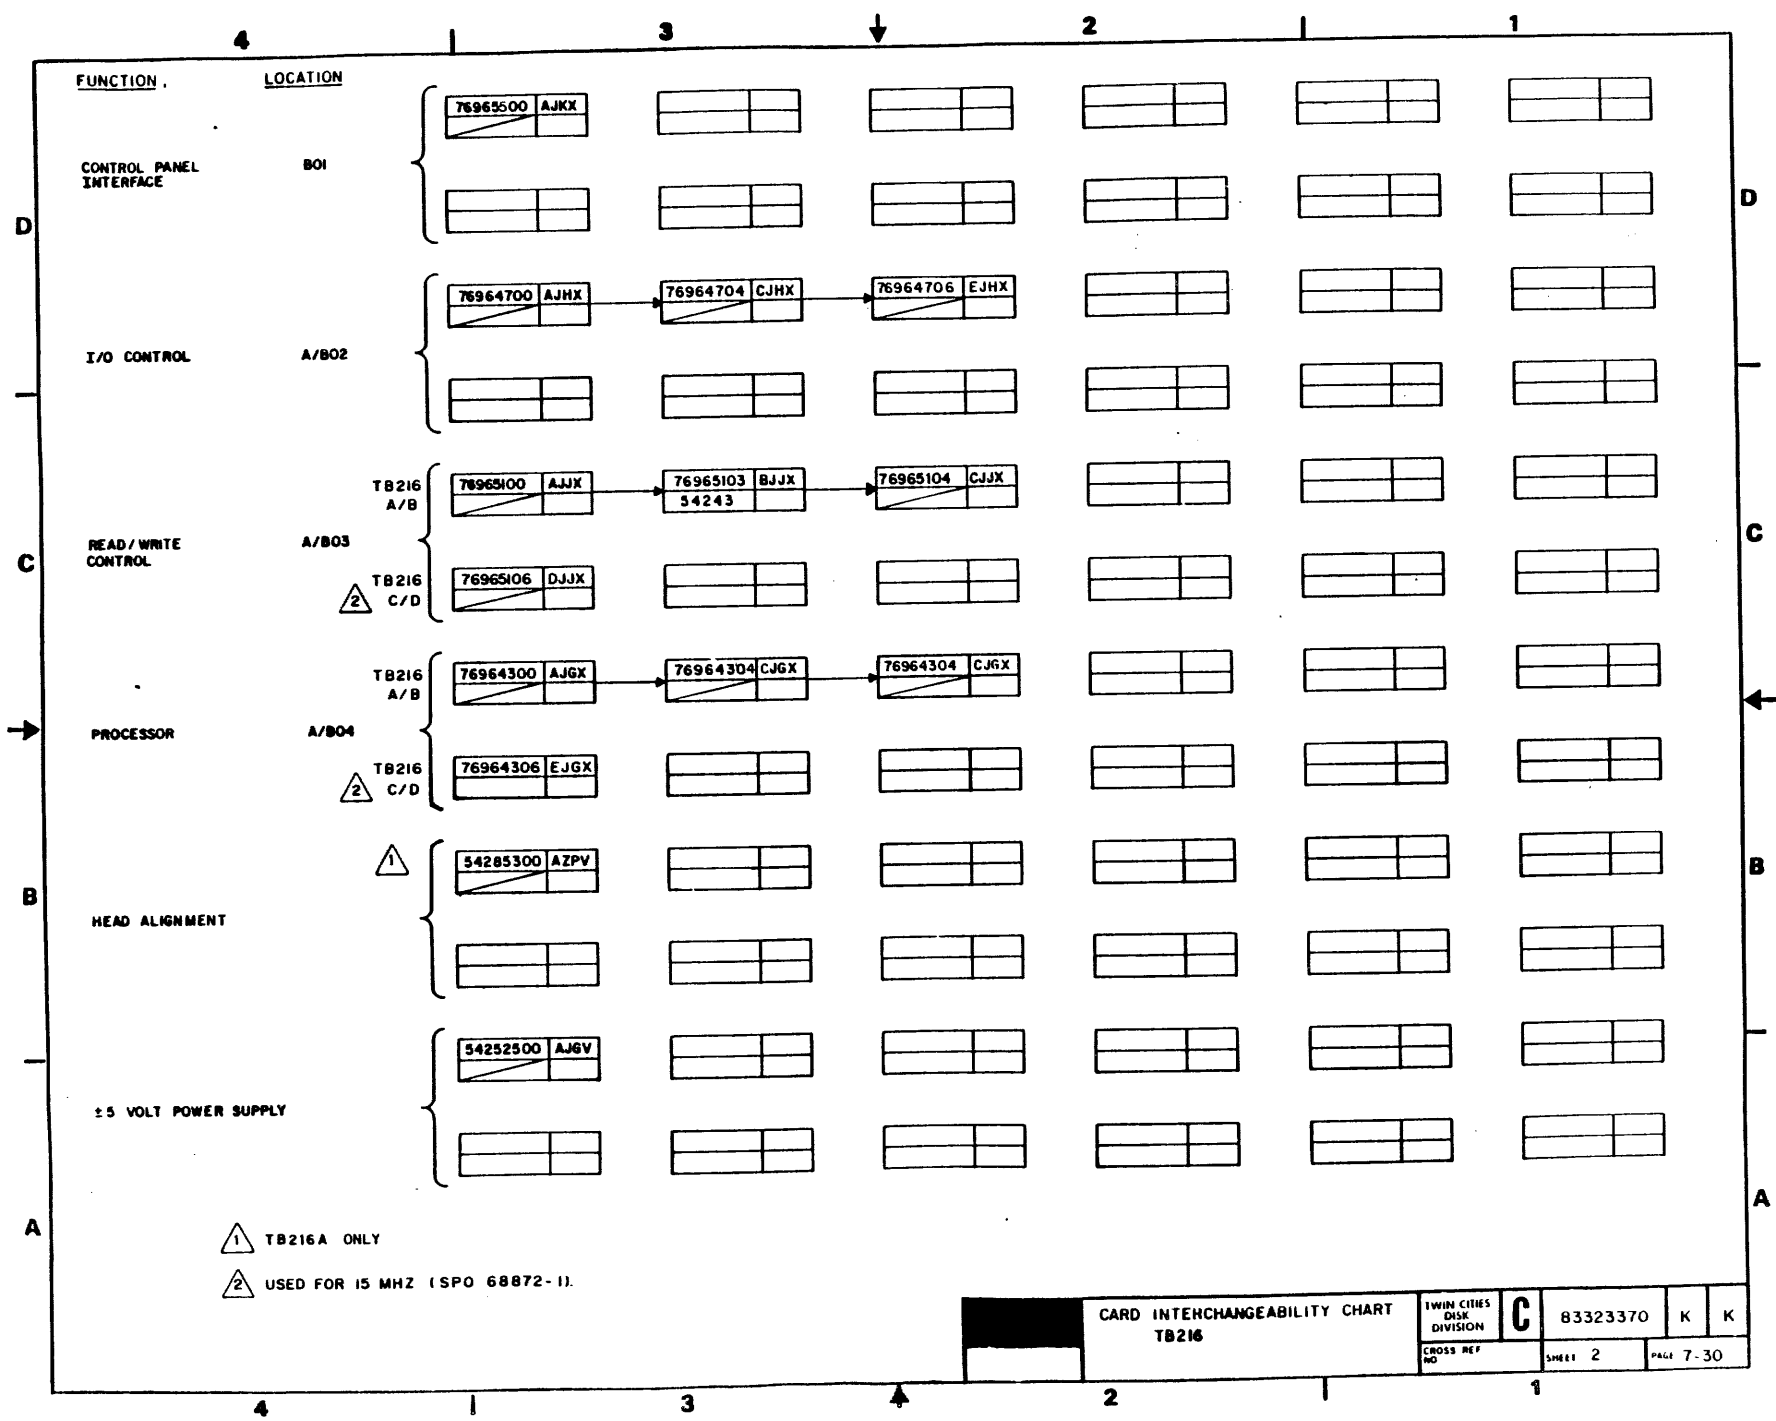 4 3 2 1
FUNCTION. LOCATION
76965500 AJKX
CONTROL PANEL B01
INTERFACE
D D
76964700 AJHX 76964704 CJHX 76964706 EJHX
I/O CONTROL A/B02
TB216 76965100 AJJX 76965103 BJJX 76965104 CJJX
A/B 54243
READ/WRITE A/B03
CONTROL
C C
TB216 76965106 DJJX
2 C/D
TB216 76964300 AJGX 76964304 CJGX 76964304 CJGX
A/B
PROCESSOR A/B04
TB216 76964306 EJGX
2 C/D
1 54285300 AZPV
B B
HEAD ALIGNMENT
54252500 AJGV
±5 VOLT POWER SUPPLY
A A
1 TB216A ONLY
2 USED FOR 15 MHZ (SPO 68872-1).
CARD INTERCHANGEABILITY CHART
TB216
TWIN CITIES
DISK
DIVISION
C 83323370 K K
CROSS REF
NO
SHEET 2 PAGE 7-30
4 3 2 1